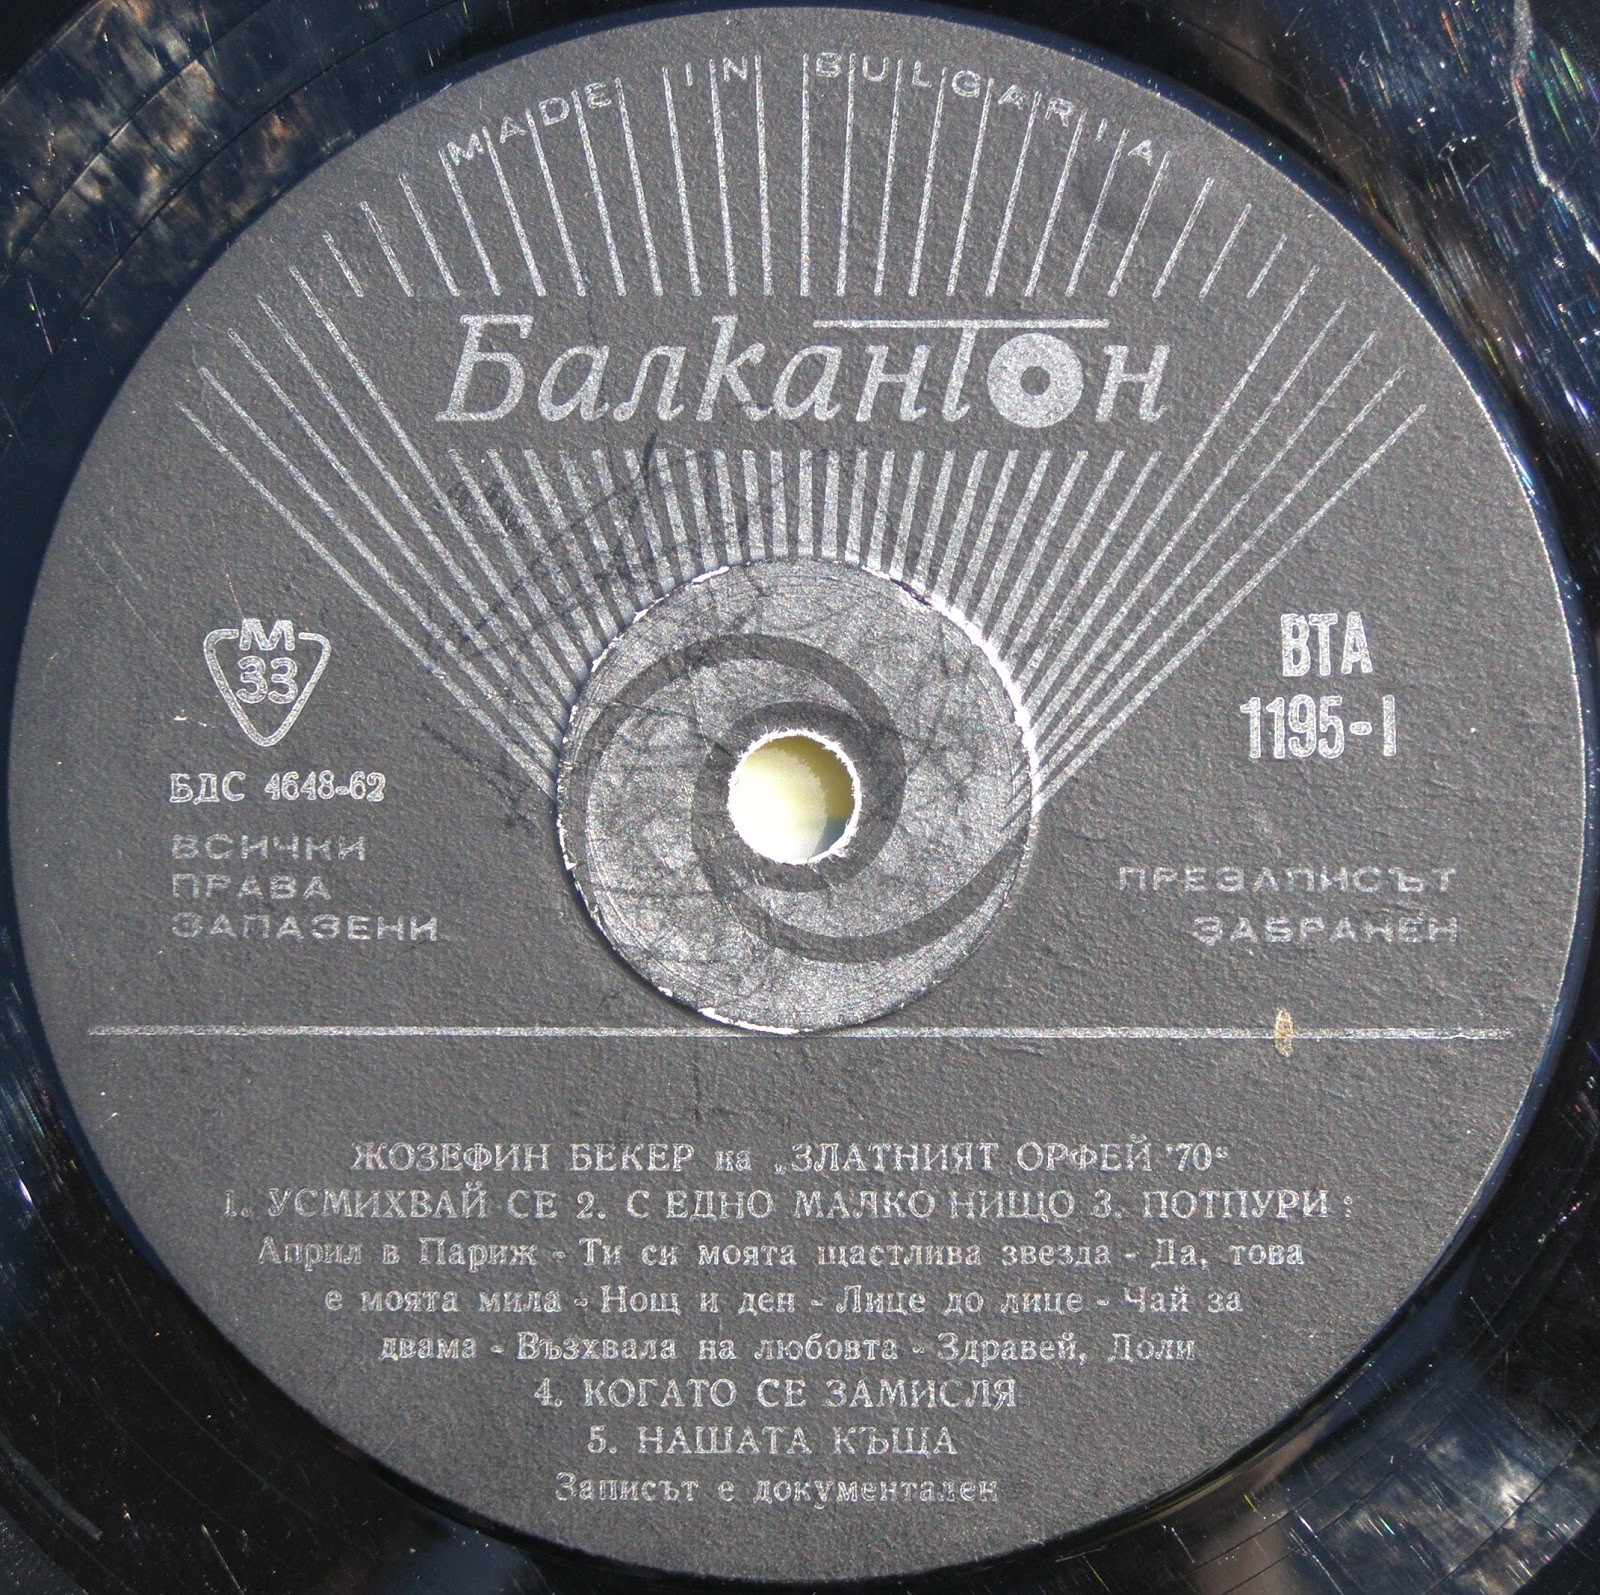 MADE IN BULGARIA
Балкантон
М
33
БДС 4648-62
ВСИЧКИ
ПРАВА
ЗАПАЗЕНИ
ВТА
1195-I
ПРЕЗАПИСЪТ
ЗАБРАНЕН
ЖОЗЕФИН БЕКЕР на „ЗЛАТНИЯТ ОРФЕЙ '70“
1. УСМИХВАЙ СЕ 2. С ЕДНО МАЛКО НИЩО 3. ПОТПУРИ :
Април в Париж - Ти си моята щастлива звезда - Да, това
е моята мила - Нощ и ден - Лице до лице - Чай за
двама - Възхвала на любовта - Здравей, Доли
4. КОГАТО СЕ ЗАМИСЛЯ
5. НАШАТА КЪЩА
Записът е документален